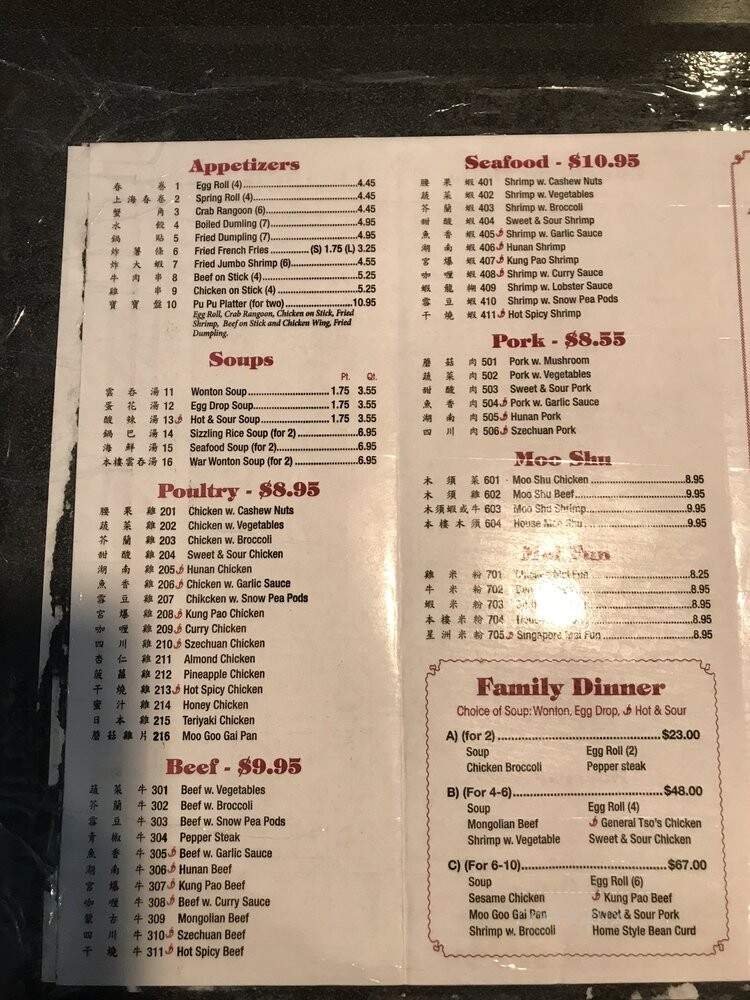 Appetizers
春 卷 1 Egg Roll (4)....4.45
上海春卷 2 Spring Roll (4)....4.45
蟹 角 3 Crab Rangoon (6)....4.45
水 餃 4 Boiled Dumling (7)....4.95
鍋 貼 5 Fried Dumpling (7)....4.95
炸 薯 條 6 Fried French Fries....(S) 1.75 (L) 3.25
炸 大 蝦 7 Fried Jumbo Shrimp (6)....4.55
牛 肉 串 8 Beef on Stick (4)....5.25
雞 串 9 Chicken on Stick (4)....5.25
寶 寶 盤 10 Pu Pu Platter (for two)....10.95
Egg Roll, Crab Rangoon, Chicken on Stick, Fried
Shrimp, Beef on Stick and Chicken Wing, Fried
Dumpling.
Soups
Pt. Qt.
雲 吞 湯 11 Wonton Soup....1.75 3.55
蛋 花 湯 12 Egg Drop Soup....1.75 3.55
酸 辣 湯 13 Hot & Sour Soup....1.75 3.55
鍋 巴 湯 14 Sizzling Rice Soup (for 2)....6.95
海 鮮 湯 15 Seafood Soup (for 2)....6.95
本樓雲吞湯 16 War Wonton Soup (for 2)....6.95
Poultry - $8.95
腰 果 雞 201 Chicken w. Cashew Nuts
蔬 菜 雞 202 Chicken w. Vegetables
芥 蘭 雞 203 Chicken w. Broccoli
甜 酸 雞 204 Sweet & Sour Chicken
湖 南 雞 205 Hunan Chicken
魚 香 雞 206 Chicken w. Garlic Sauce
雪 豆 雞 207 Chikcken w. Snow Pea Pods
宮 爆 雞 208 Kung Pao Chicken
咖 喱 雞 209 Curry Chicken
四 川 雞 210 Szechuan Chicken
杏 仁 雞 211 Almond Chicken
菠 蘿 雞 212 Pineapple Chicken
干 燒 雞 213 Hot Spicy Chicken
蜜 汁 雞 214 Honey Chicken
日 本 雞 215 Teriyaki Chicken
蘑菇雞片 216 Moo Goo Gai Pan
Beef - $9.95
蔬 菜 牛 301 Beef w. Vegetables
芥 蘭 牛 302 Beef w. Broccoli
雪 豆 牛 303 Beef w. Snow Pea Pods
青 椒 牛 304 Pepper Steak
魚 香 牛 305 Beef w. Garlic Sauce
湖 南 牛 306 Hunan Beef
宮 爆 牛 307 Kung Pao Beef
咖 喱 牛 308 Beef w. Curry Sauce
蒙 古 牛 309 Mongolian Beef
四 川 牛 310 Szechuan Beef
干 燒 牛 311 Hot Spicy Beef
Seafood - $10.95
腰 果 蝦 401 Shrimp w. Cashew Nuts
蔬 菜 蝦 402 Shrimp w. Vegetables
芥 蘭 蝦 403 Shrimp w. Broccoli
甜 酸 蝦 404 Sweet & Sour Shrimp
魚 香 蝦 405 Shrimp w. Garlic Sauce
湖 南 蝦 406 Hunan Shrimp
宮 爆 蝦 407 Kung Pao Shrimp
咖 喱 蝦 408 Shrimp w. Curry Sauce
蝦 龍 糊 409 Shrimp w. Lobster Sauce
雪 豆 蝦 410 Shrimp w. Snow Pea Pods
干 燒 蝦 411 Hot Spicy Shrimp
Pork - $8.55
蘑 菇 肉 501 Pork w. Mushroom
蔬 菜 肉 502 Pork w. Vegetables
甜 酸 肉 503 Sweet & Sour Pork
魚 香 肉 504 Pork w. Garlic Sauce
湖 南 肉 505 Hunan Pork
四 川 肉 506 Szechuan Pork
Moo Shu
木 須 菜 601 Moo Shu Chicken....8.95
木 須 雞 602 Moo Shu Beef....9.95
木須蝦或牛 603 Moo Shu Shrimp....9.95
本樓木須 604 House Moo Shu....9.95
Mei Fun
雞 米 粉 701 Mei Fun....8.25
牛 米 粉 702 ....8.95
蝦 米 粉 703 ....8.95
本樓米粉 704 ....8.95
星洲米粉 705 Singapore Mai Fun....8.95
Family Dinner
Choice of Soup: Wonton, Egg Drop, Hot & Sour
A) (for 2)....$23.00
Soup Egg Roll (2)
Chicken Broccoli Pepper steak
B) (For 4-6)....$48.00
Soup Egg Roll (4)
Mongolian Beef General Tso's Chicken
Shrimp w. Vegetable Sweet & Sour Chicken
C) (For 6-10)....$67.00
Soup Egg Roll (6)
Sesame Chicken Kung Pao Beef
Moo Goo Gai Pan Sweet & Sour Pork
Shrimp w. Broccoli Home Style Bean Curd